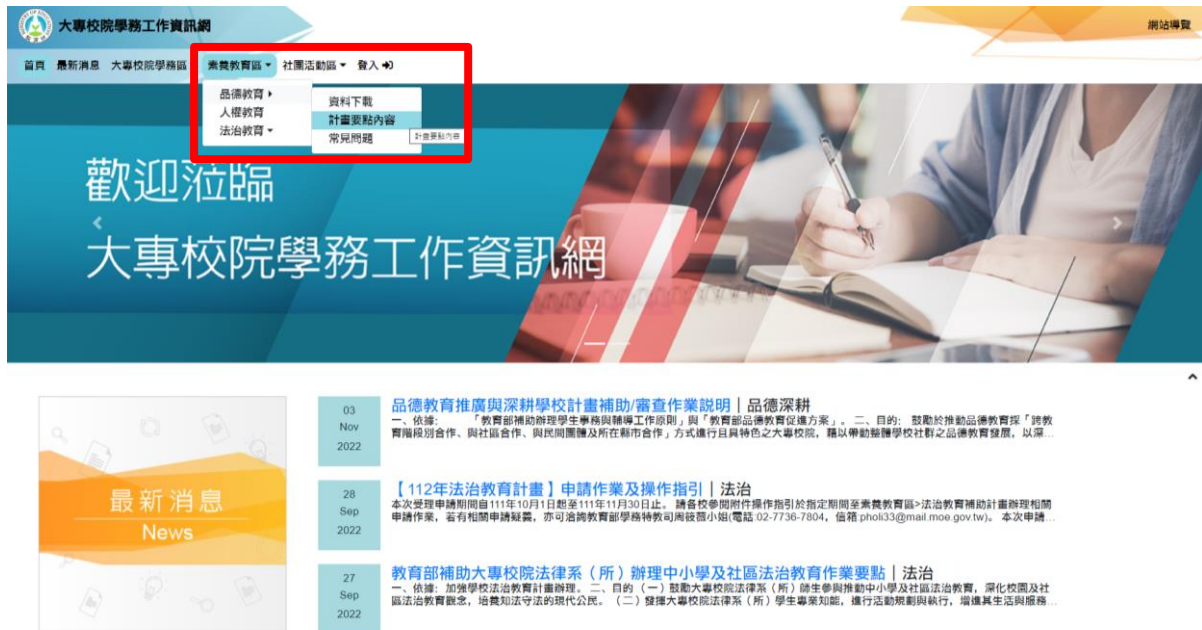 大專校院學務工作資訊網
網站導覽
首頁 最新消息 大專校院學務區 素養教育區 社團活動區 登入
品德教育
人權教育
法治教育
資料下載
計畫要點內容
常見問題
計畫要點內容
歡迎蒞臨
大專校院學務工作資訊網
最新消息
News
03
Nov
2022
品德教育推廣與深耕學校計畫補助/審查作業說明 | 品德深耕
一、依據： 「教育部補助辦理學生事務與輔導工作原則」與「教育部品德教育促進方案」。 二、目的： 鼓勵於推動品德教育採「跨教
育階段別合作、與社區合作、與民間團體及所在縣市合作」方式進行且具特色之大專校院，藉以帶動整體學校社群之品德教育發展，以深...
28
Sep
2022
【112年法治教育計畫】申請作業及操作指引 | 法治
本次受理申請期間自111年10月1日起至111年11月30日止。 請各校參閱附件操作指引於指定期間至素養教育區>法治教育補助計畫辦理相關
申請作業，若有相關申請疑義，亦可洽詢教育部學務特教司周筱薔小姐(電話:02-7736-7804，信箱 pholi33@mail.moe.gov.tw)。 本次申請...
27
Sep
2022
教育部補助大專校院法律系（所）辦理中小學及社區法治教育作業要點 | 法治
一、依據: 加強學校法治教育計畫辦理。 二、目的 （一）鼓勵大專校院法律系（所）師生參與推動中小學及社區法治教育，深化校園及社
區法治教育觀念，培養知法守法的現代公民。 （二）發揮大專校院法律系（所）學生專業知能，進行活動規劃與執行，增進其生活與服務...